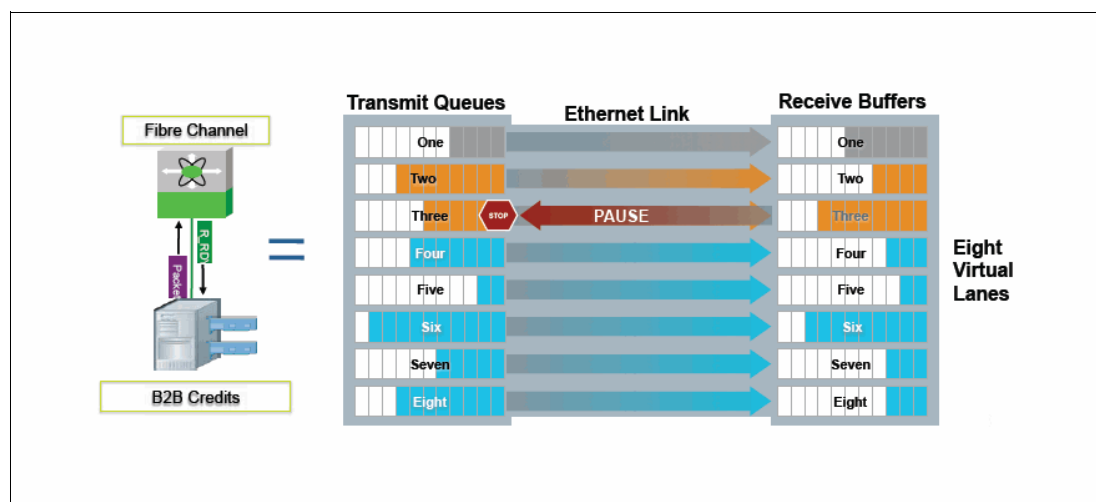 Transmit Queues
Ethernet Link
Receive Buffers
Fibre Channel
R_RDY
Packet
B2B Credits
One
Two
Three
Four
Five
Six
Seven
Eight
STOP
PAUSE
One
Two
Three
Four
Five
Six
Seven
Eight
Eight
Virtual
Lanes